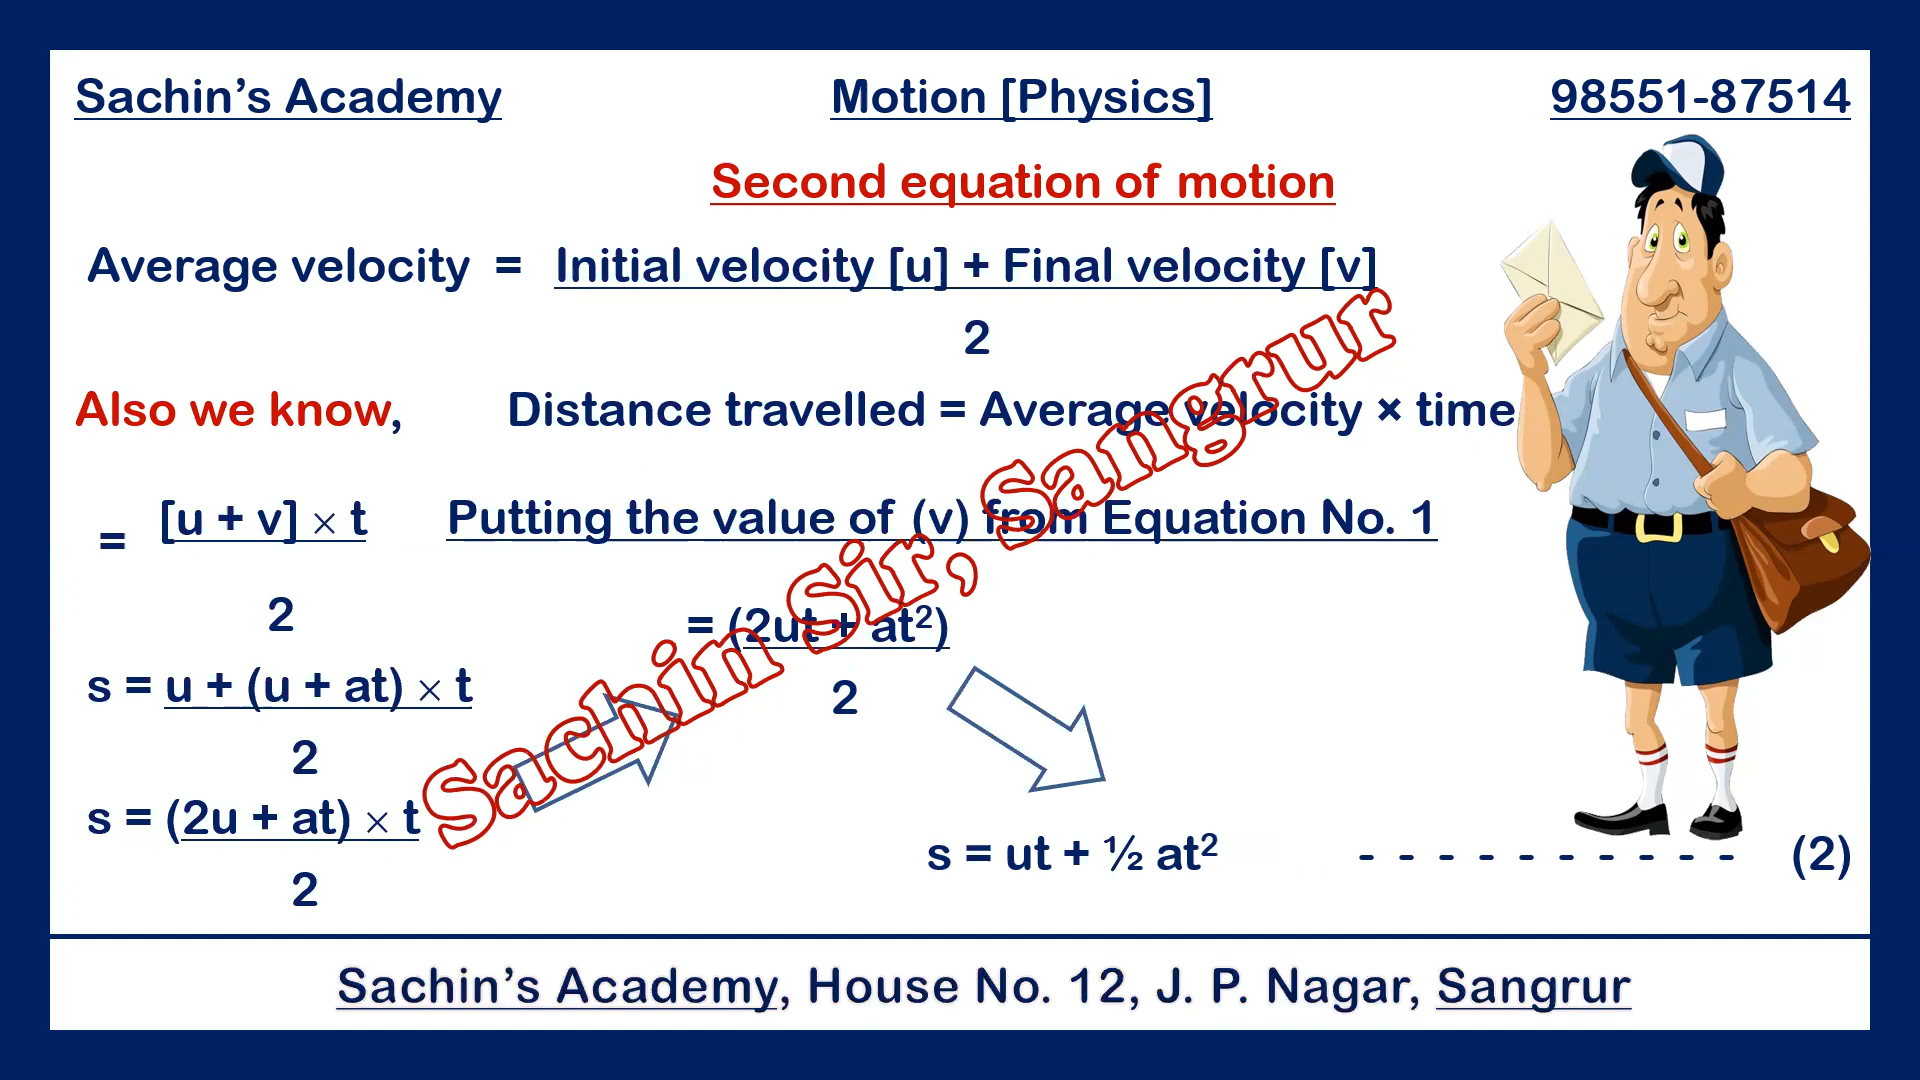 Sachin’s Academy Motion [Physics] 98551-87514
Second equation of motion
Average velocity = Initial velocity [u] + Final velocity [v]
2
Also we know, Distance travelled = Average velocity × time
= [u + v] × t Putting the value of (v) from Equation No. 1
2
= (2ut + at²)
2
s = u + (u + at) × t
2
s = (2u + at) × t
2
s = ut + ½ at² - - - - - - - - - - (2)
Sachin Sir, Sangrur
Sachin’s Academy, House No. 12, J. P. Nagar, Sangrur